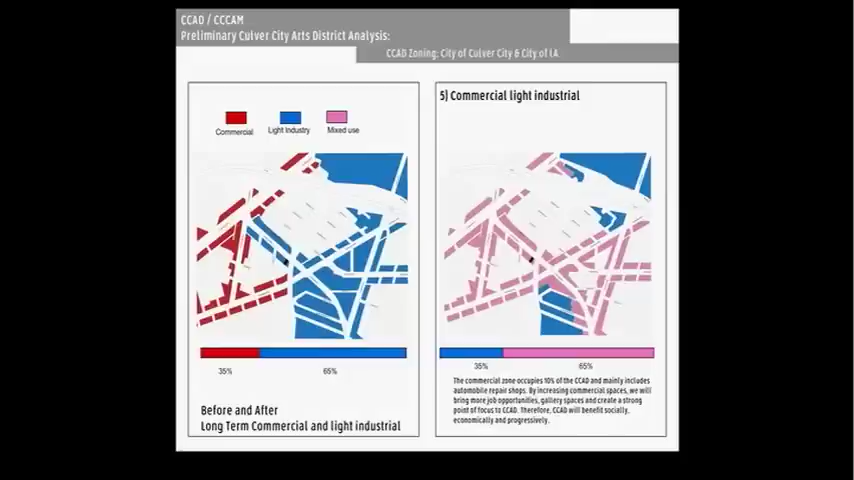 CCAD / CCCAM
Preliminary Culver City Arts District Analysis:
CCAD Zoning: City of Culver City & City of LA
Commercial
Light Industry
Mixed use
35%
65%
Before and After
Long Term Commercial and light industrial
5) Commercial light industrial
35%
65%
The commercial zone occupies 10% of the CCAD and mainly includes
automobile repair shops. By increasing commercial spaces, we will
bring more job opportunities, gallery spaces and create a strong
point of focus to CCAD. Therefore, CCAD will benefit socially,
economically and progressively.